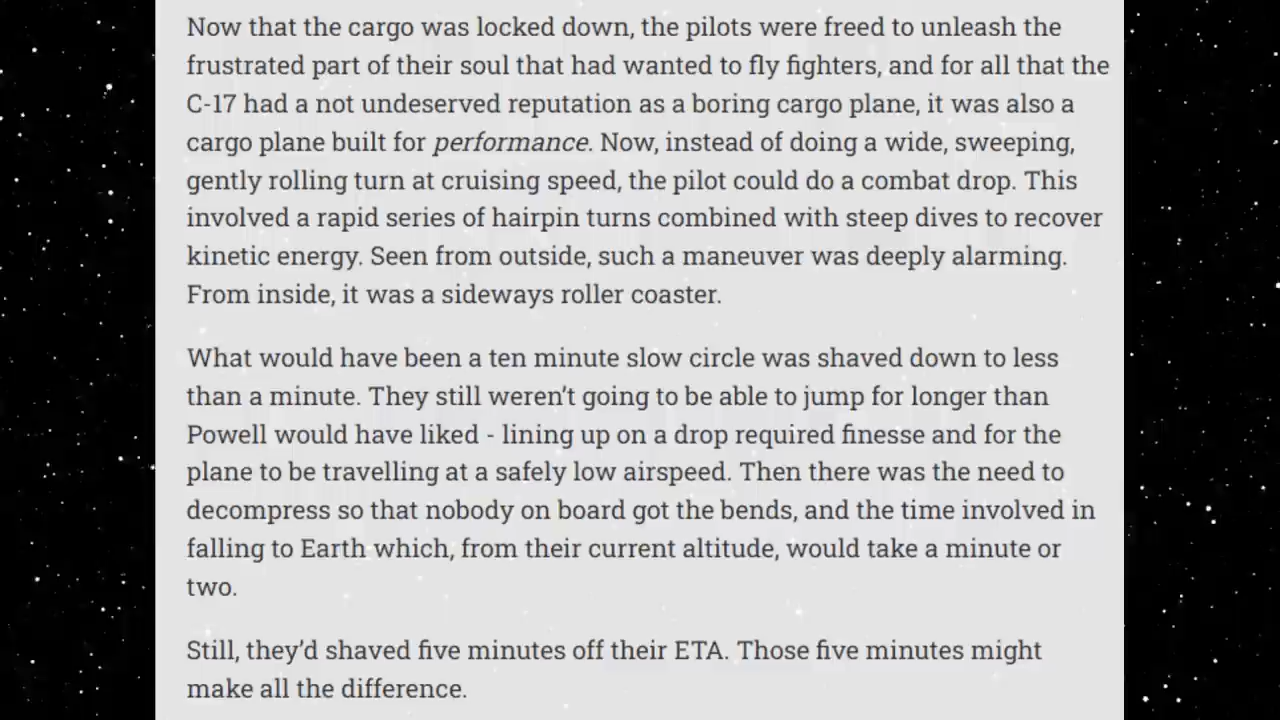 Now that the cargo was locked down, the pilots were freed to unleash the
frustrated part of their soul that had wanted to fly fighters, and for all that the
C-17 had a not undeserved reputation as a boring cargo plane, it was also a
cargo plane built for performance. Now, instead of doing a wide, sweeping,
gently rolling turn at cruising speed, the pilot could do a combat drop. This
involved a rapid series of hairpin turns combined with steep dives to recover
kinetic energy. Seen from outside, such a maneuver was deeply alarming.
From inside, it was a sideways roller coaster.
What would have been a ten minute slow circle was shaved down to less
than a minute. They still weren’t going to be able to jump for longer than
Powell would have liked - lining up on a drop required finesse and for the
plane to be travelling at a safely low airspeed. Then there was the need to
decompress so that nobody on board got the bends, and the time involved in
falling to Earth which, from their current altitude, would take a minute or
two.
Still, they’d shaved five minutes off their ETA. Those five minutes might
make all the difference.